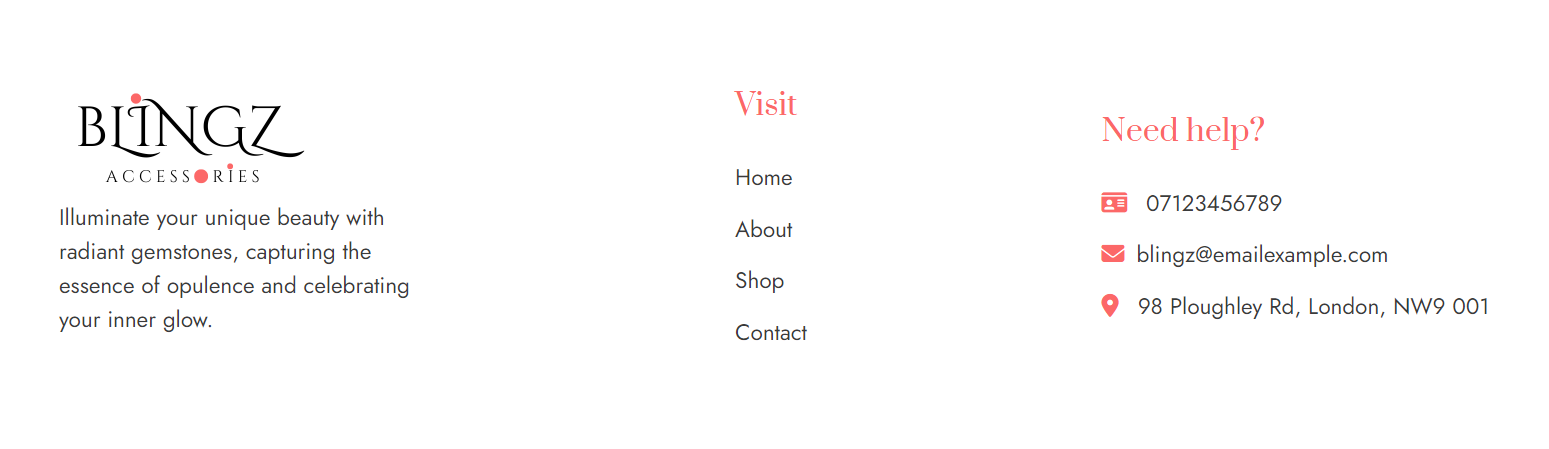 BLINGZ
ACCESSORIES
Illuminate your unique beauty with
radiant gemstones, capturing the
essence of opulence and celebrating
your inner glow.
Visit
Home
About
Shop
Contact
Need help?
07123456789
blingz@emailexample.com
98 Ploughley Rd, London, NW9 001